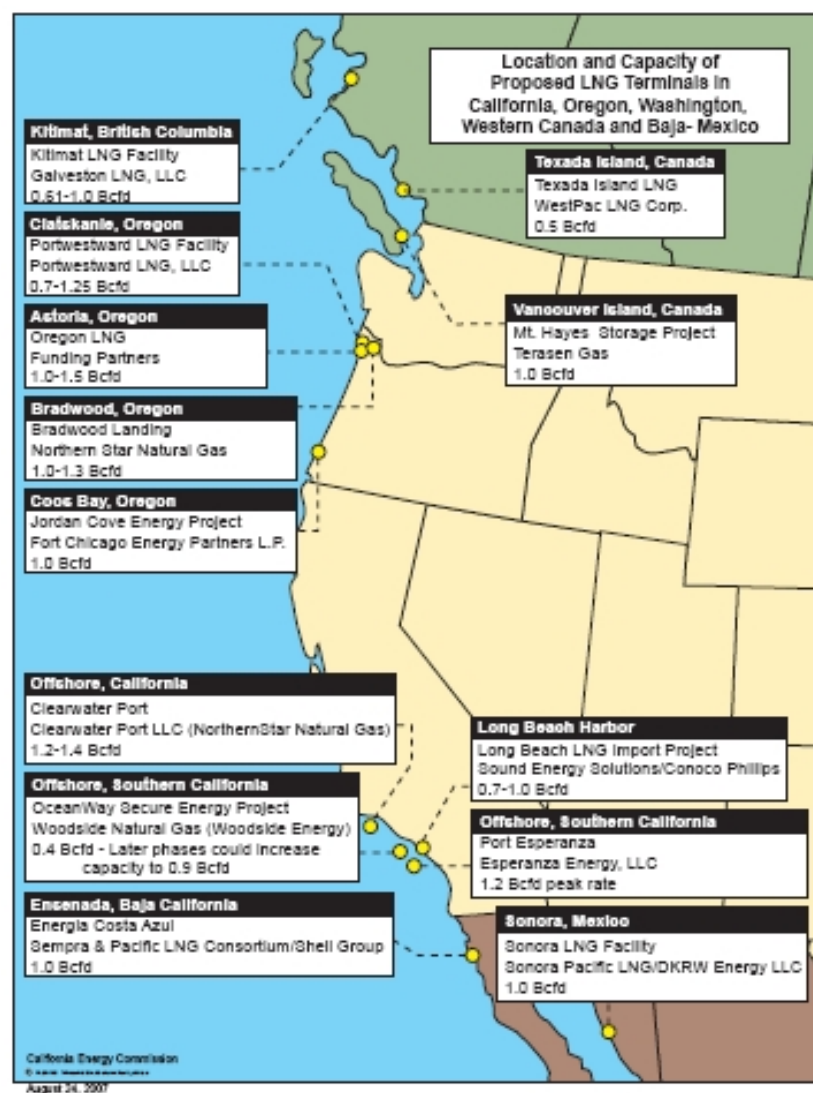 Location and Capacity of
Proposed LNG Terminals in
California, Oregon, Washington,
Western Canada and Baja- Mexico
Kitimat, British Columbia
Kitimat LNG Facility
Galveston LNG, LLC
0.61-1.0 Bcfd
Texada Island, Canada
Texada Island LNG
WestPac LNG Corp.
0.5 Bcfd
Clatskanie, Oregon
Portwestward LNG Facility
Portwestward LNG, LLC
0.7-1.25 Bcfd
Vancouver Island, Canada
Mt. Hayes Storage Project
Terasen Gas
1.0 Bcfd
Astoria, Oregon
Oregon LNG
Funding Partners
1.0-1.5 Bcfd
Bradwood, Oregon
Bradwood Landing
Northern Star Natural Gas
1.0-1.3 Bcfd
Coos Bay, Oregon
Jordan Cove Energy Project
Fort Chicago Energy Partners L.P.
1.0 Bcfd
Offshore, California
Clearwater Port
Clearwater Port LLC (NorthernStar Natural Gas)
1.2-1.4 Bcfd
Long Beach Harbor
Long Beach LNG Import Project
Sound Energy Solutions/Conoco Phillips
0.7-1.0 Bcfd
Offshore, Southern California
OceanWay Secure Energy Project
Woodside Natural Gas (Woodside Energy)
0.4 Bcfd - Later phases could increase
capacity to 0.9 Bcfd
Offshore, Southern California
Port Esperanza
Esperanza Energy, LLC
1.2 Bcfd peak rate
Ensenada, Baja California
Energia Costa Azul
Sempra & Pacific LNG Consortium/Shell Group
1.0 Bcfd
Sonora, Mexico
Sonora LNG Facility
Sonora Pacific LNG/DKRW Energy LLC
1.0 Bcfd
California Energy Commission
August 24, 2007